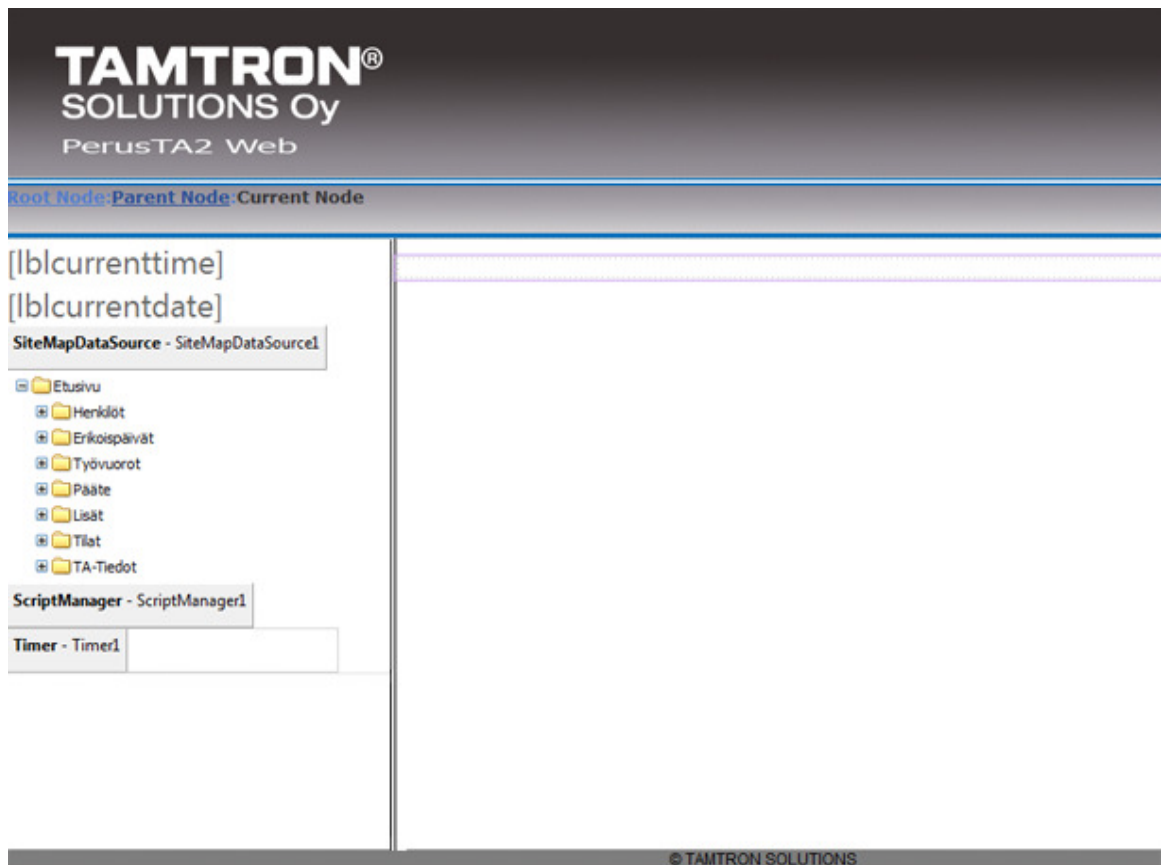 TAMTRON®
SOLUTIONS Oy
PerusTA2 Web
Root Node:Parent Node:Current Node
[lblcurrenttime]
[lblcurrentdate]
SiteMapDataSource - SiteMapDataSource1
Etusivu
Henkilöt
Erikoispäivät
Työvuorot
Pääte
Lisät
Tilat
TA-Tiedot
ScriptManager - ScriptManager1
Timer - Timer1
© TAMTRON SOLUTIONS